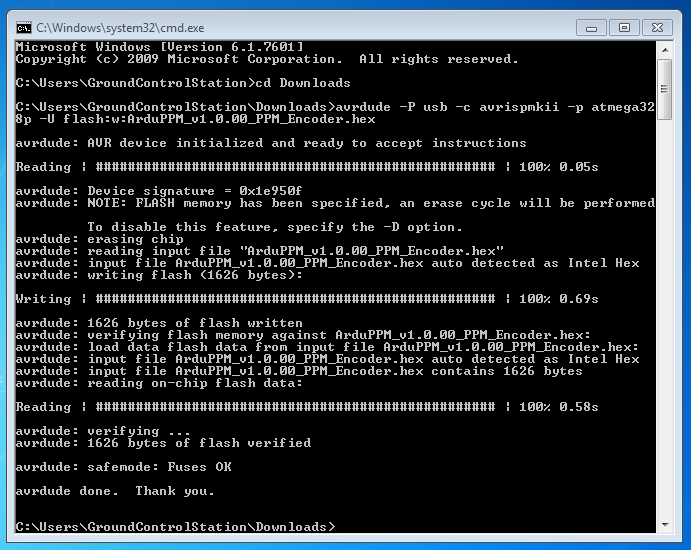 C:\Windows\system32\cmd.exe
Microsoft Windows [Version 6.1.7601]
Copyright (c) 2009 Microsoft Corporation.  All rights reserved.
C:\Users\GroundControlStation>cd Downloads
C:\Users\GroundControlStation\Downloads>avrdude -P usb -c avrispmkii -p atmega32
8p -U flash:w:ArduPPM_v1.0.00_PPM_Encoder.hex
avrdude: AVR device initialized and ready to accept instructions
Reading | ################################################## | 100% 0.05s
avrdude: Device signature = 0x1e950f
avrdude: NOTE: FLASH memory has been specified, an erase cycle will be performed
To disable this feature, specify the -D option.
avrdude: erasing chip
avrdude: reading input file "ArduPPM_v1.0.00_PPM_Encoder.hex"
avrdude: input file ArduPPM_v1.0.00_PPM_Encoder.hex auto detected as Intel Hex
avrdude: writing flash (1626 bytes):
Writing | ################################################## | 100% 0.69s
avrdude: 1626 bytes of flash written
avrdude: verifying flash memory against ArduPPM_v1.0.00_PPM_Encoder.hex:
avrdude: load data flash data from input file ArduPPM_v1.0.00_PPM_Encoder.hex:
avrdude: input file ArduPPM_v1.0.00_PPM_Encoder.hex auto detected as Intel Hex
avrdude: input file ArduPPM_v1.0.00_PPM_Encoder.hex contains 1626 bytes
avrdude: reading on-chip flash data:
Reading | ################################################## | 100% 0.58s
avrdude: verifying ...
avrdude: 1626 bytes of flash verified
avrdude: safemode: Fuses OK
avrdude done.  Thank you.
C:\Users\GroundControlStation\Downloads>